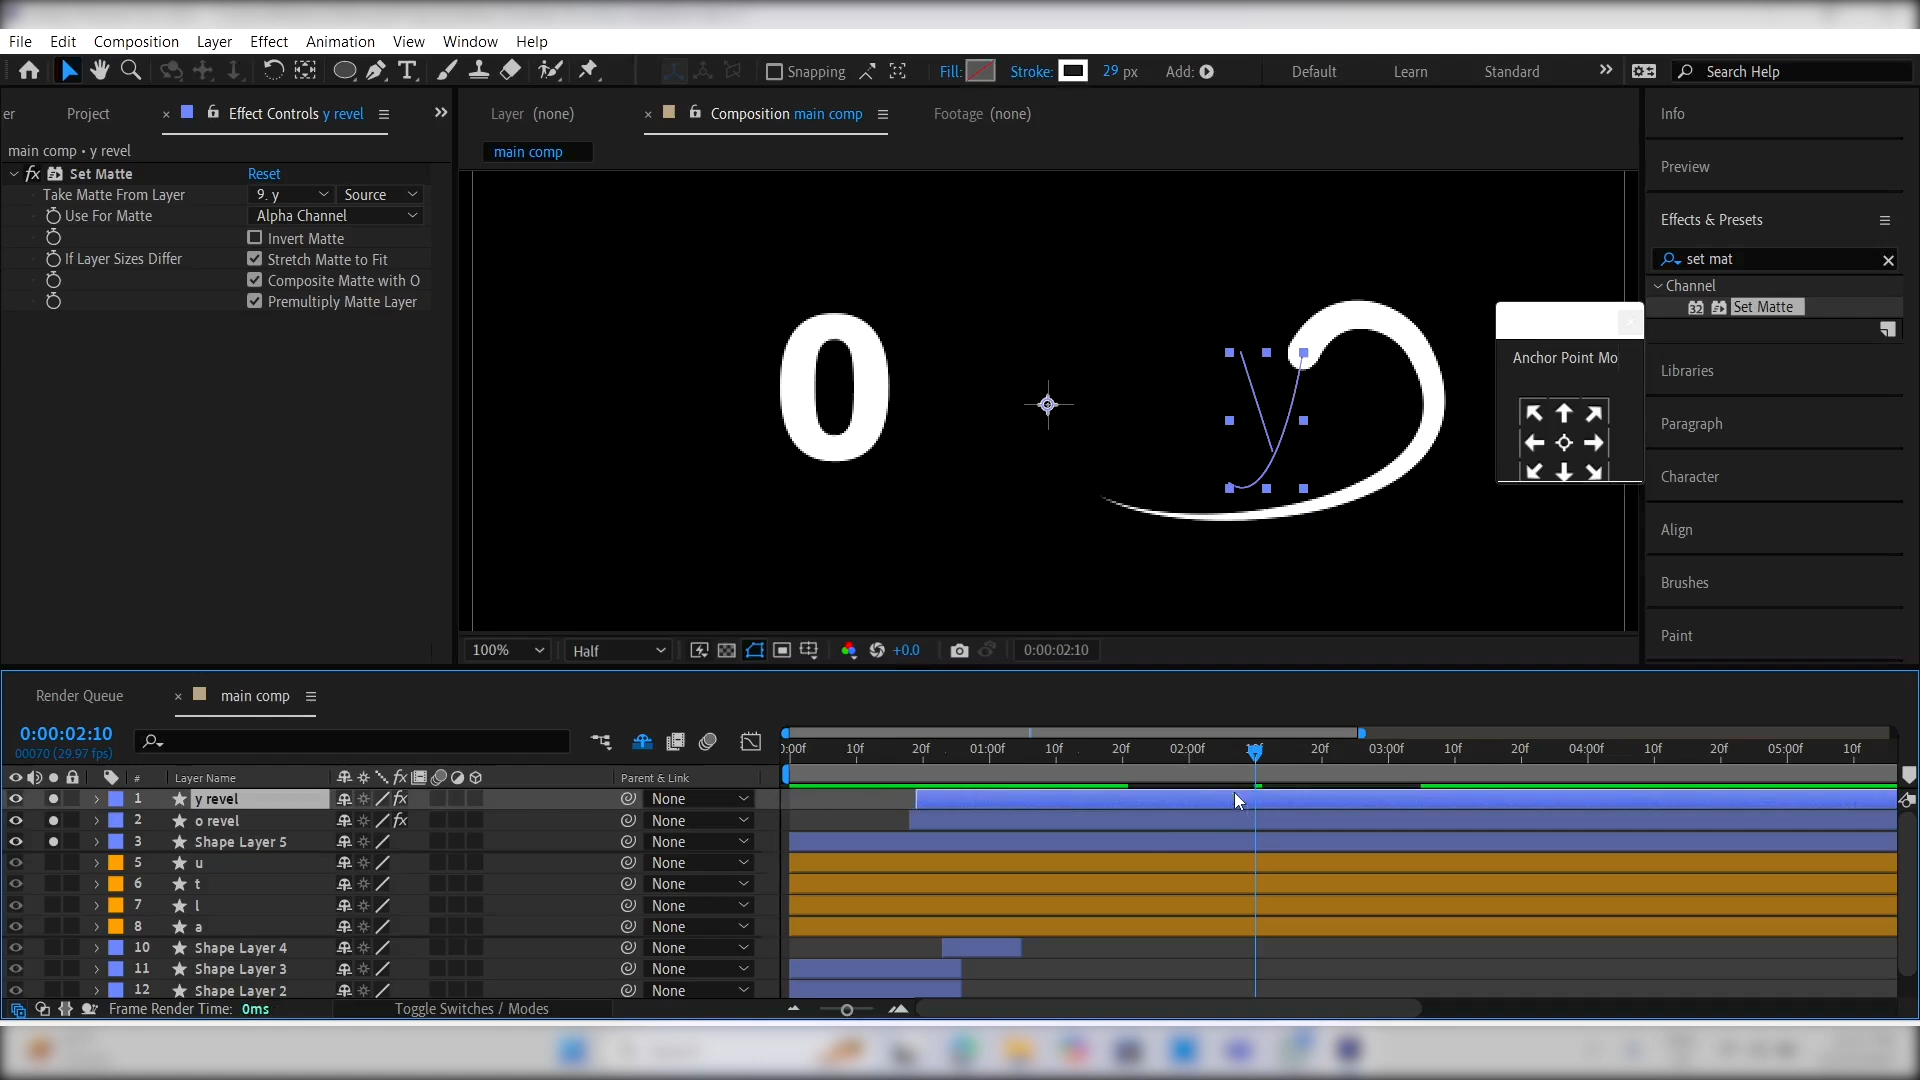 File Edit Composition Layer Effect Animation View Window Help
Snapping Fill: Stroke: 29 px Add: Default Learn Standard Search Help
er Project Effect Controls y revel
Layer (none) Composition main comp Footage (none)
main comp • y revel
main comp
fx Set Matte Reset
Take Matte From Layer 9. y Source
Use For Matte Alpha Channel
Invert Matte
If Layer Sizes Differ Stretch Matte to Fit
Composite Matte with O
Premultiply Matte Layer
0
Info
Preview
Effects & Presets
set mat
Channel
32 Set Matte
Anchor Point Mo
Libraries
Paragraph
Character
Align
Brushes
Paint
100% Half +0.0 0:00:02:10
Render Queue main comp
0:00:02:10
00070 (29.97 fps)
):00f 10f 20f 01:00f 10f 20f 02:00f 20f 03:00f 10f 20f 04:00f 10f 20f 05:00f 10f
# Layer Name fx Parent & Link
1 y revel fx None
2 o revel fx None
3 Shape Layer 5 None
5 u None
6 t None
7 l None
8 a None
10 Shape Layer 4 None
11 Shape Layer 3 None
12 Shape Layer 2 None
Frame Render Time: 0ms Toggle Switches / Modes